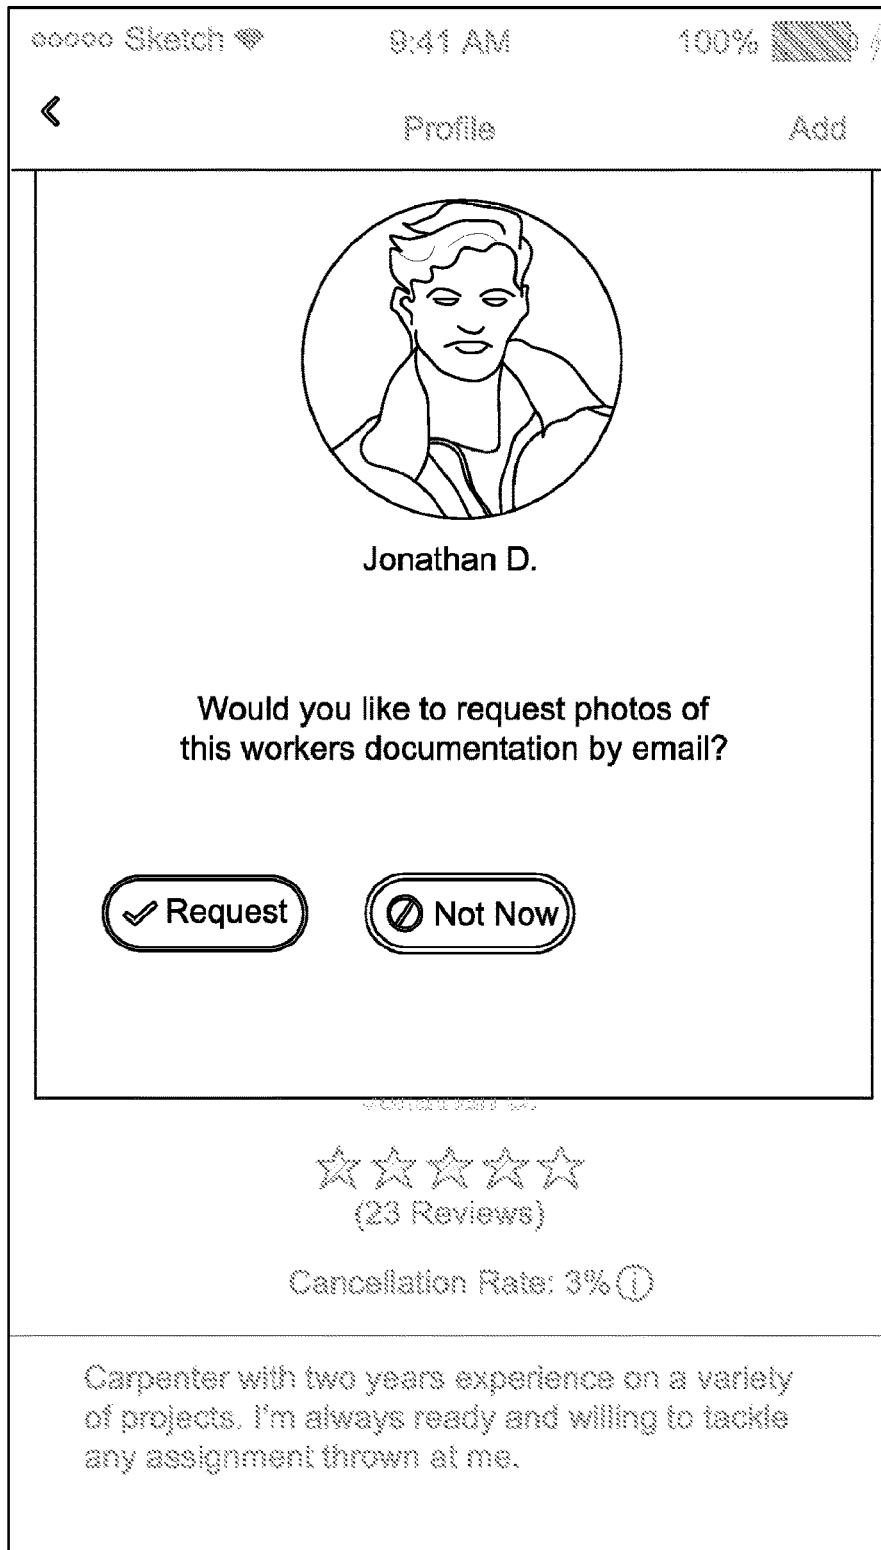 ooooo Sketch 9:41 AM 100%
Profile Add
Jonathan D.
Would you like to request photos of
this workers documentation by email?
Request Not Now
Jonathan D.
(23 Reviews)
Cancellation Rate: 3%
Carpenter with two years experience on a variety
of projects. I'm always ready and willing to tackle
any assignment thrown at me.